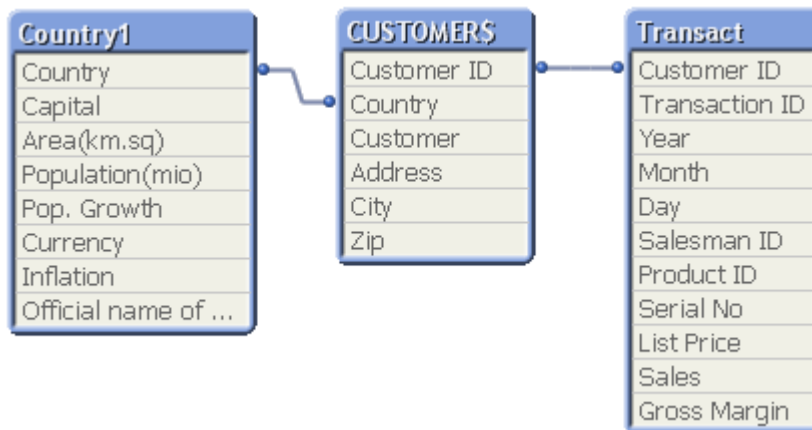 Country1
Country
Capital
Area(km.sq)
Population(mio)
Pop. Growth
Currency
Inflation
Official name of ...
CUSTOMER$
Customer ID
Country
Customer
Address
City
Zip
Transact
Customer ID
Transaction ID
Year
Month
Day
Salesman ID
Product ID
Serial No
List Price
Sales
Gross Margin